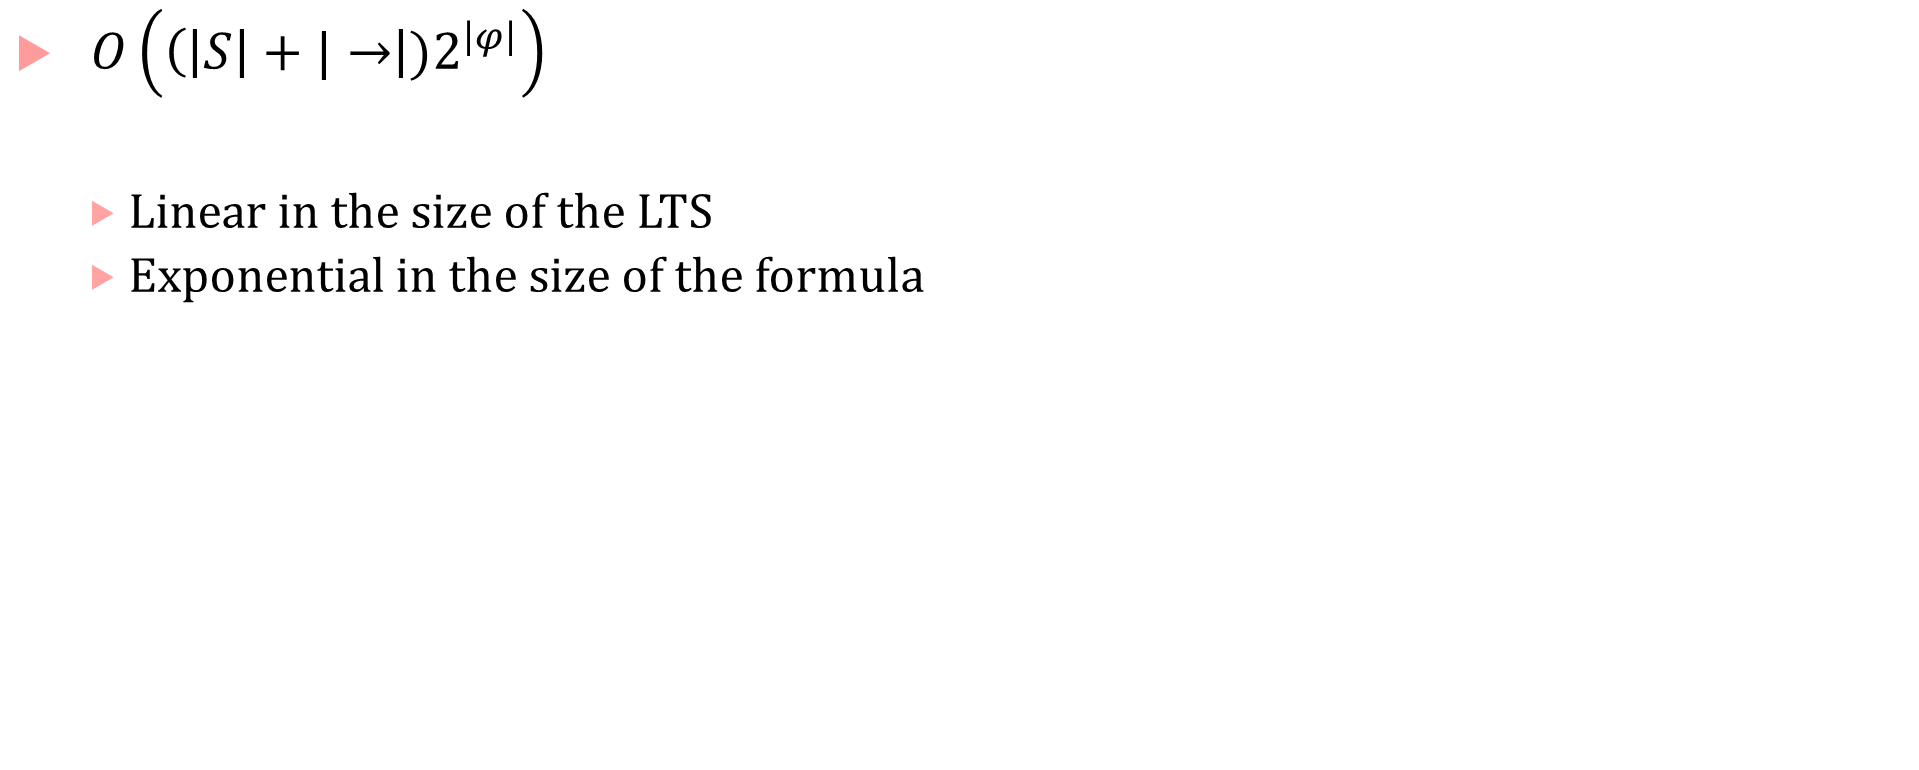 ▶ O((|S| + | →|)2^{|φ|})
▶ Linear in the size of the LTS
▶ Exponential in the size of the formula